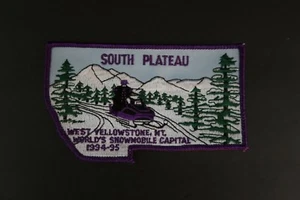 SOUTH PLATEAU
WEST YELLOWSTONE, MT.
WORLD'S SNOWMOBILE CAPITAL
1994-95